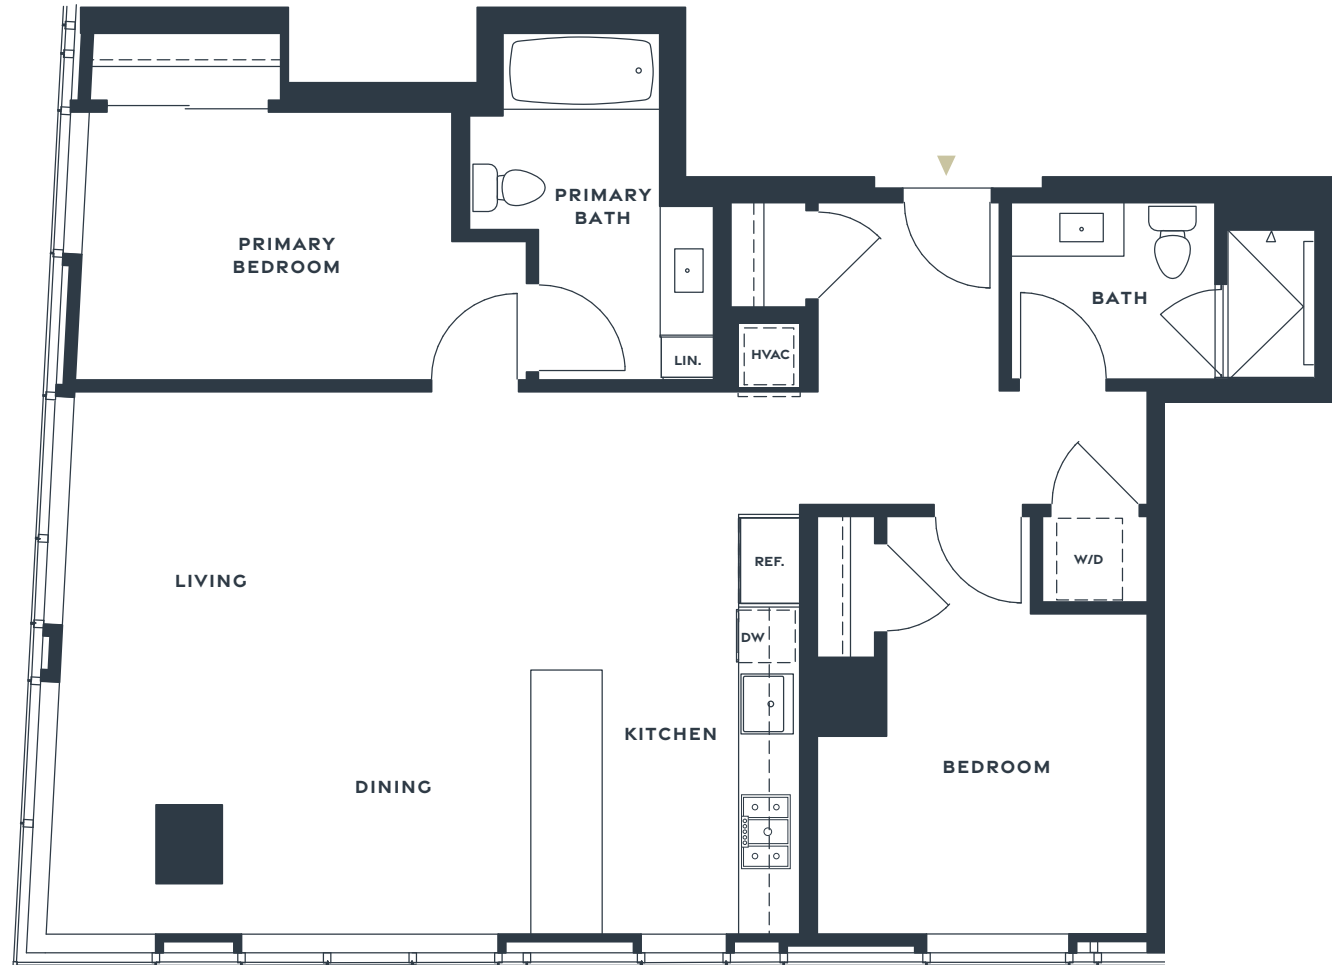 PRIMARY
BATH
PRIMARY
BEDROOM
BATH
HVAC
LIN.
REF.
W/D
LIVING
DW
KITCHEN
BEDROOM
DINING